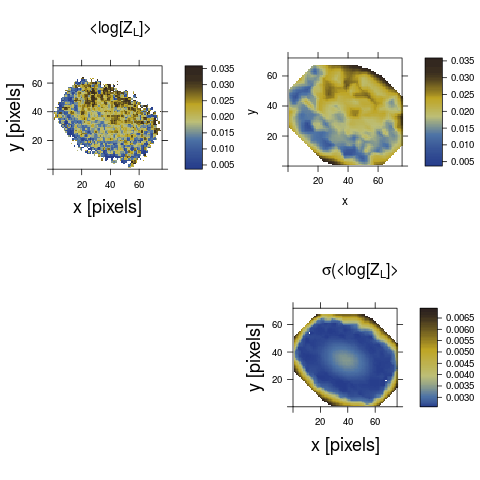 <log[Z_L]>
0.035
0.030
0.025
0.020
0.015
0.010
0.005
60
40
20
20 40 60
y [pixels]
x [pixels]
0.035
0.030
0.025
0.020
0.015
0.010
0.005
60
40
20
20 40 60
y
x
σ(<log[Z_L]>
0.0065
0.0060
0.0055
0.0050
0.0045
0.0040
0.0035
0.0030
60
40
20
20 40 60
y [pixels]
x [pixels]